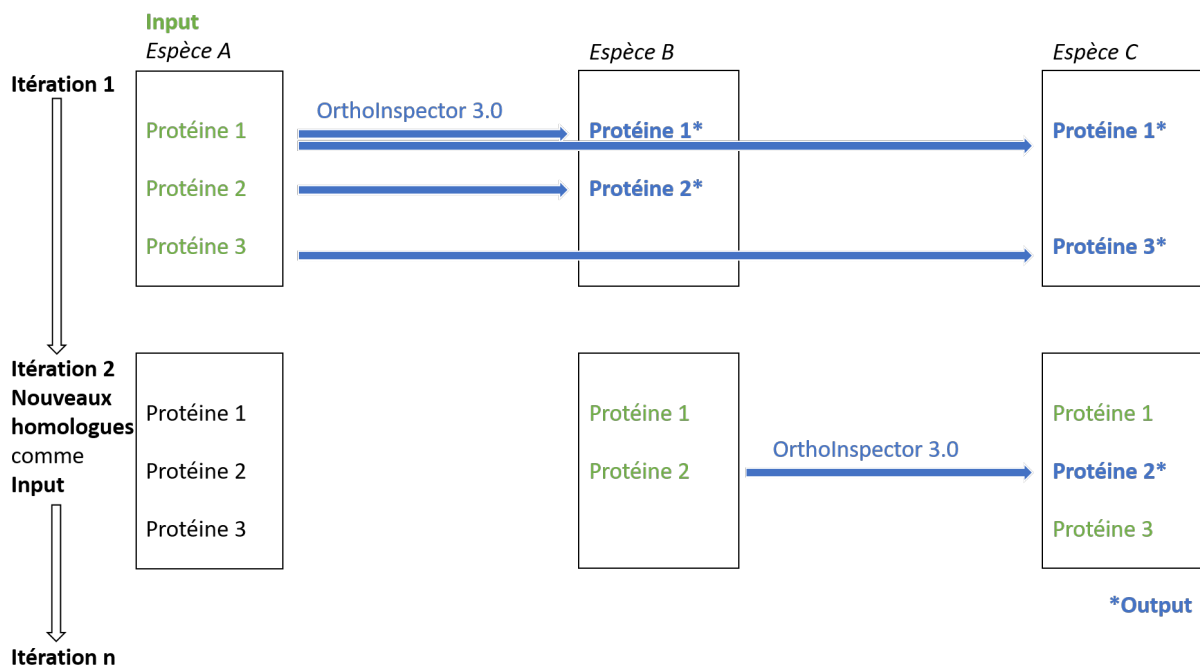 Input
Espèce A
Espèce B
Espèce C
Itération 1
OrthoInspector 3.0
Protéine 1
Protéine 1*
Protéine 1*
Protéine 2
Protéine 2*
Protéine 3
Protéine 3*
Itération 2
Nouveaux
homologues
comme
Input
Protéine 1
Protéine 1
Protéine 1
OrthoInspector 3.0
Protéine 2
Protéine 2
Protéine 2*
Protéine 3
Protéine 3
*Output
Itération n